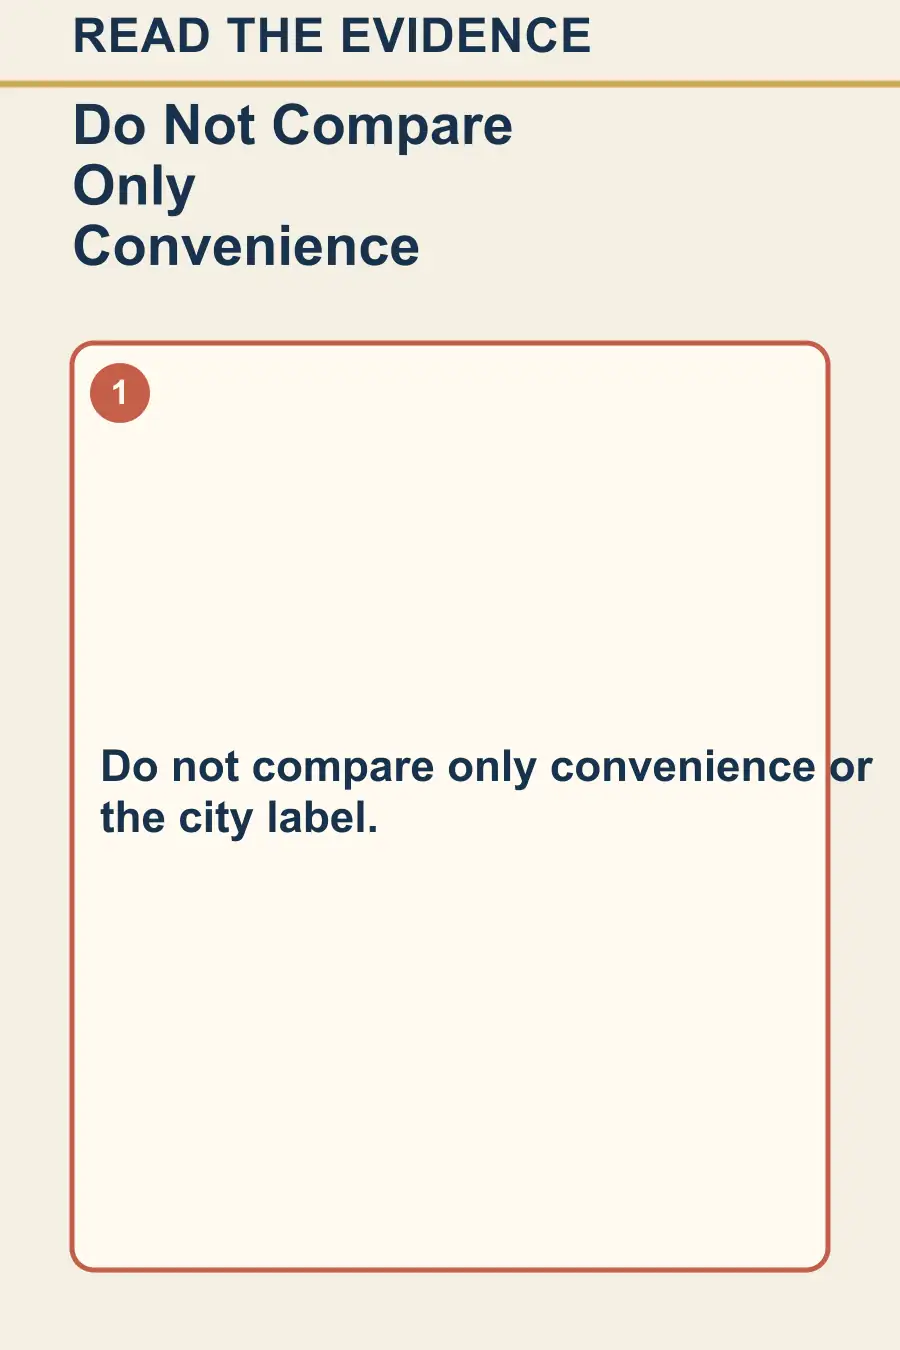 READ THE EVIDENCE
Do Not Compare
Only
Convenience
1
Do not compare only convenience or
the city label.